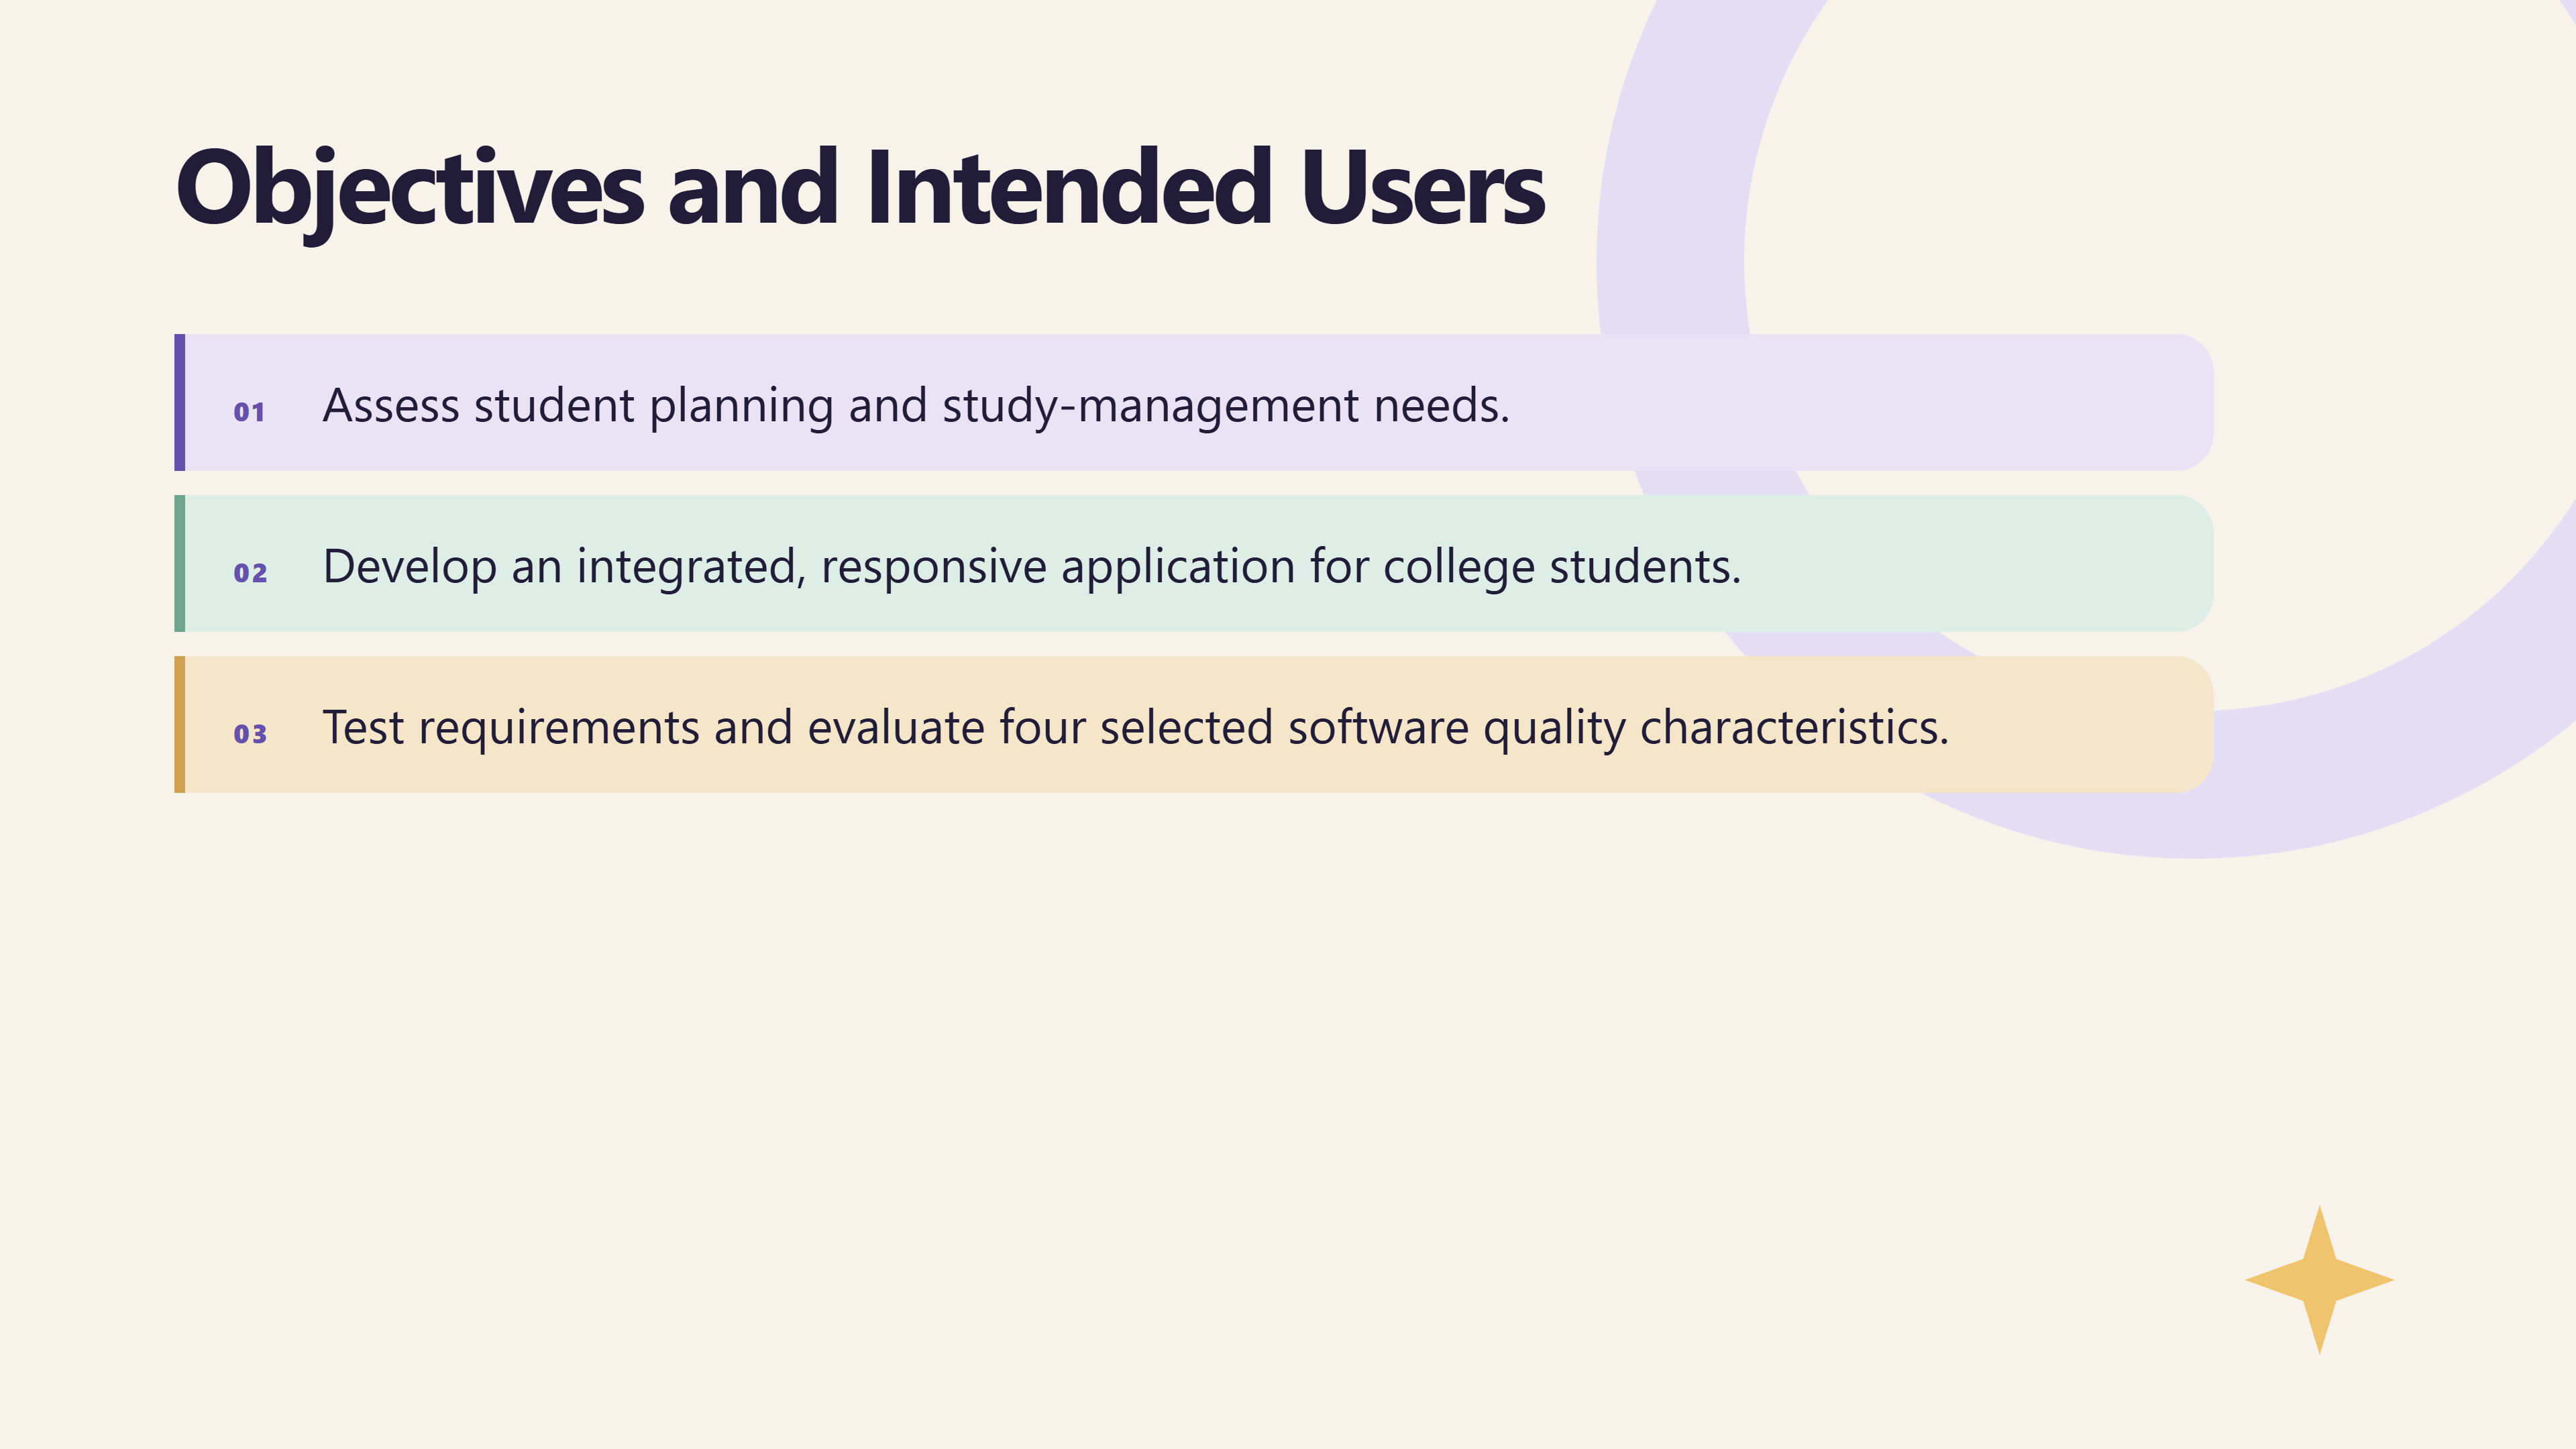 Objectives and Intended Users
01 Assess student planning and study-management needs.
02 Develop an integrated, responsive application for college students.
03 Test requirements and evaluate four selected software quality characteristics.